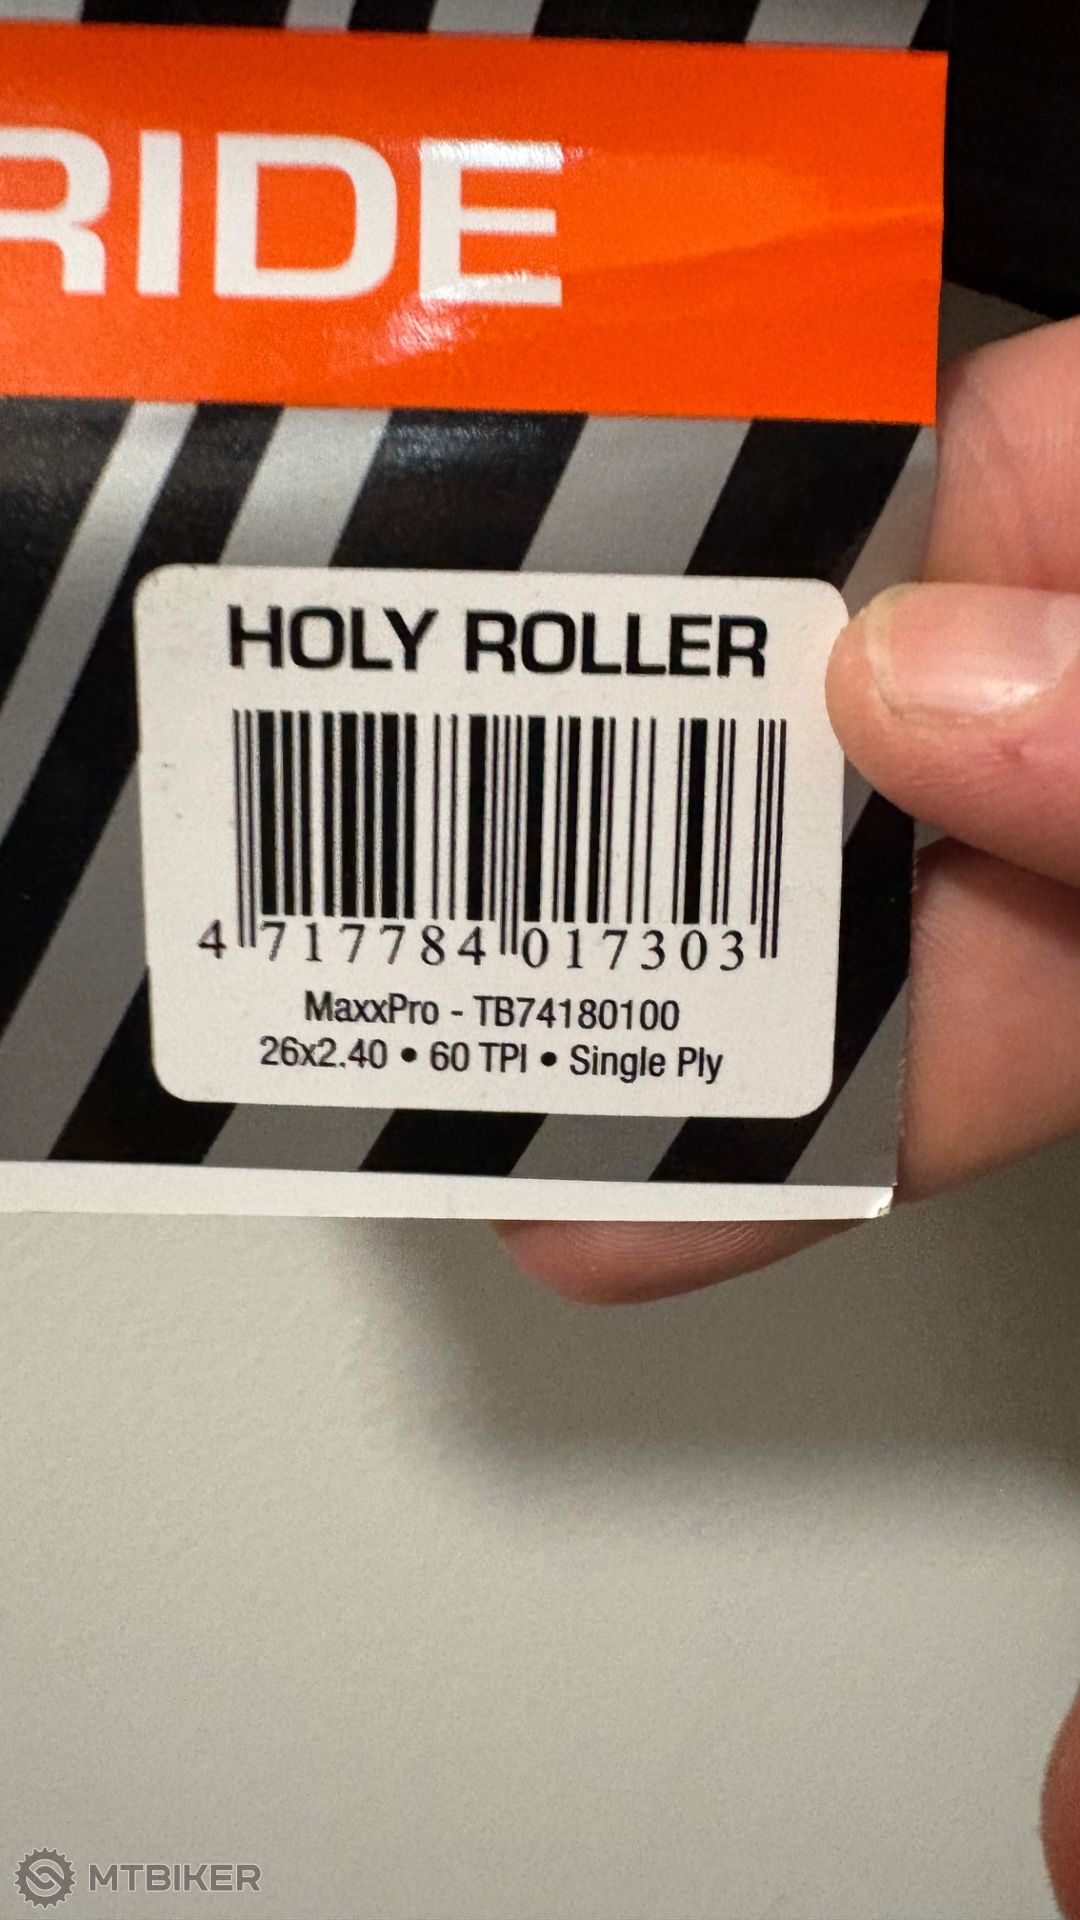 RIDE
HOLY ROLLER
4 717784 017303
MaxxPro - TB74180100
26x2.40 • 60 TPI • Single Ply
MTBIKER